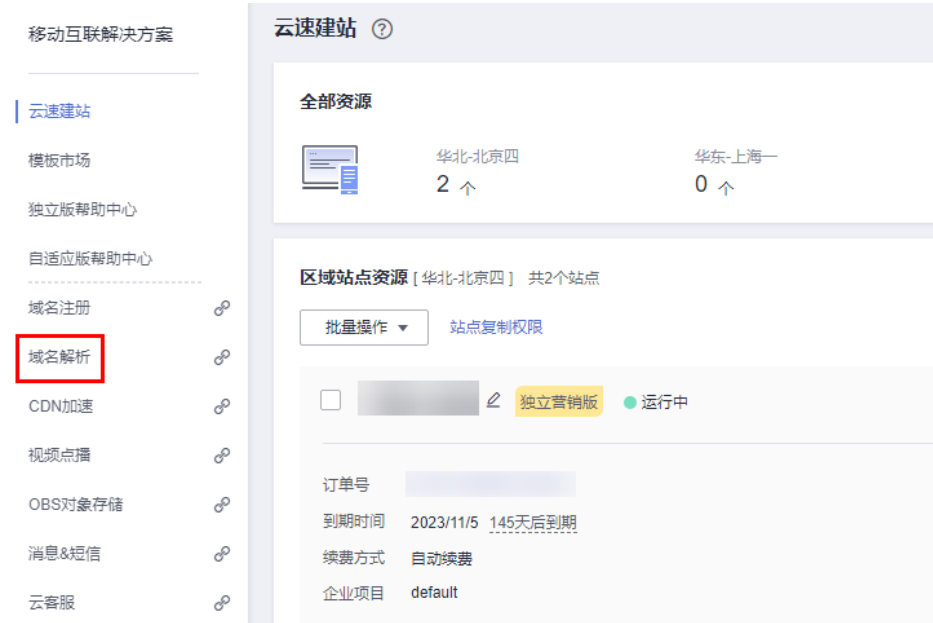 移动互联解决方案
云速建站
模板市场
独立版帮助中心
自适应版帮助中心
域名注册
域名解析
CDN加速
视频点播
OBS对象存储
消息&短信
云客服
云速建站 ?
全部资源
华北-北京四
2 个
华东-上海一
0 个
区域站点资源 [ 华北-北京四 ] 共2个站点
批量操作 站点复制权限
独立营销版 运行中
订单号
到期时间 2023/11/5 145天后到期
续费方式 自动续费
企业项目 default